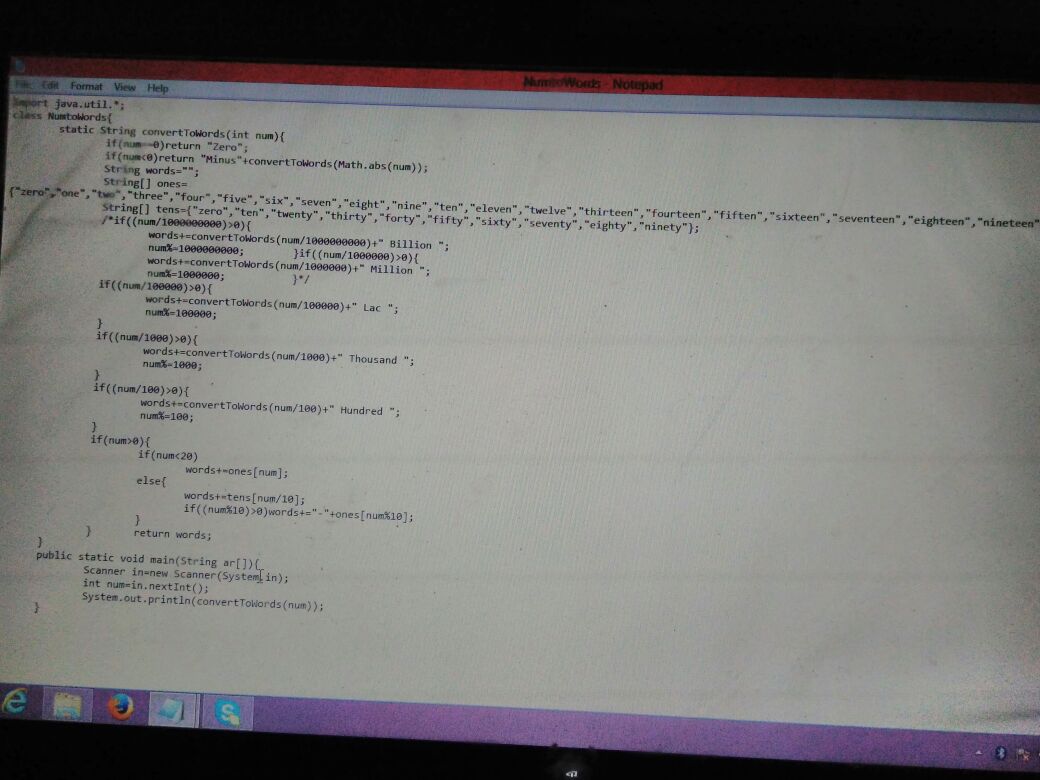 NumtoWords - Notepad
File Edit Format View Help
import java.util.*;
class NumtoWords{
static String convertToWords(int num){
if(num==0)return "Zero";
if(num<0)return "Minus"+convertToWords(Math.abs(num));
String words="";
String[] ones=
{"zero","one","two","three","four","five","six","seven","eight","nine","ten","eleven","twelve","thirteen","fourteen","fiften","sixteen","seventeen","eighteen","nineteen"
String[] tens={"zero","ten","twenty","thirty","forty","fifty","sixty","seventy","eighty","ninety"};
/*if((num/1000000000)>0){
words+=convertToWords(num/1000000000)+" Billion ";
num%=1000000000; }if((num/1000000)>0){
words+=convertToWords(num/1000000)+" Million ";
num%=1000000; }*/
if((num/100000)>0){
words+=convertToWords(num/100000)+" Lac ";
num%=100000;
}
if((num/1000)>0){
words+=convertToWords(num/1000)+" Thousand ";
num%=1000;
}
if((num/100)>0){
words+=convertToWords(num/100)+" Hundred ";
num%=100;
}
if(num>0){
if(num<20)
words+=ones[num];
else{
words+=tens[num/10];
if((num%10)>0)words+="-"+ones[num%10];
}
} return words;
}
public static void main(String ar[]){
Scanner in=new Scanner(System.in);
int num=in.nextInt();
System.out.println(convertToWords(num));
}